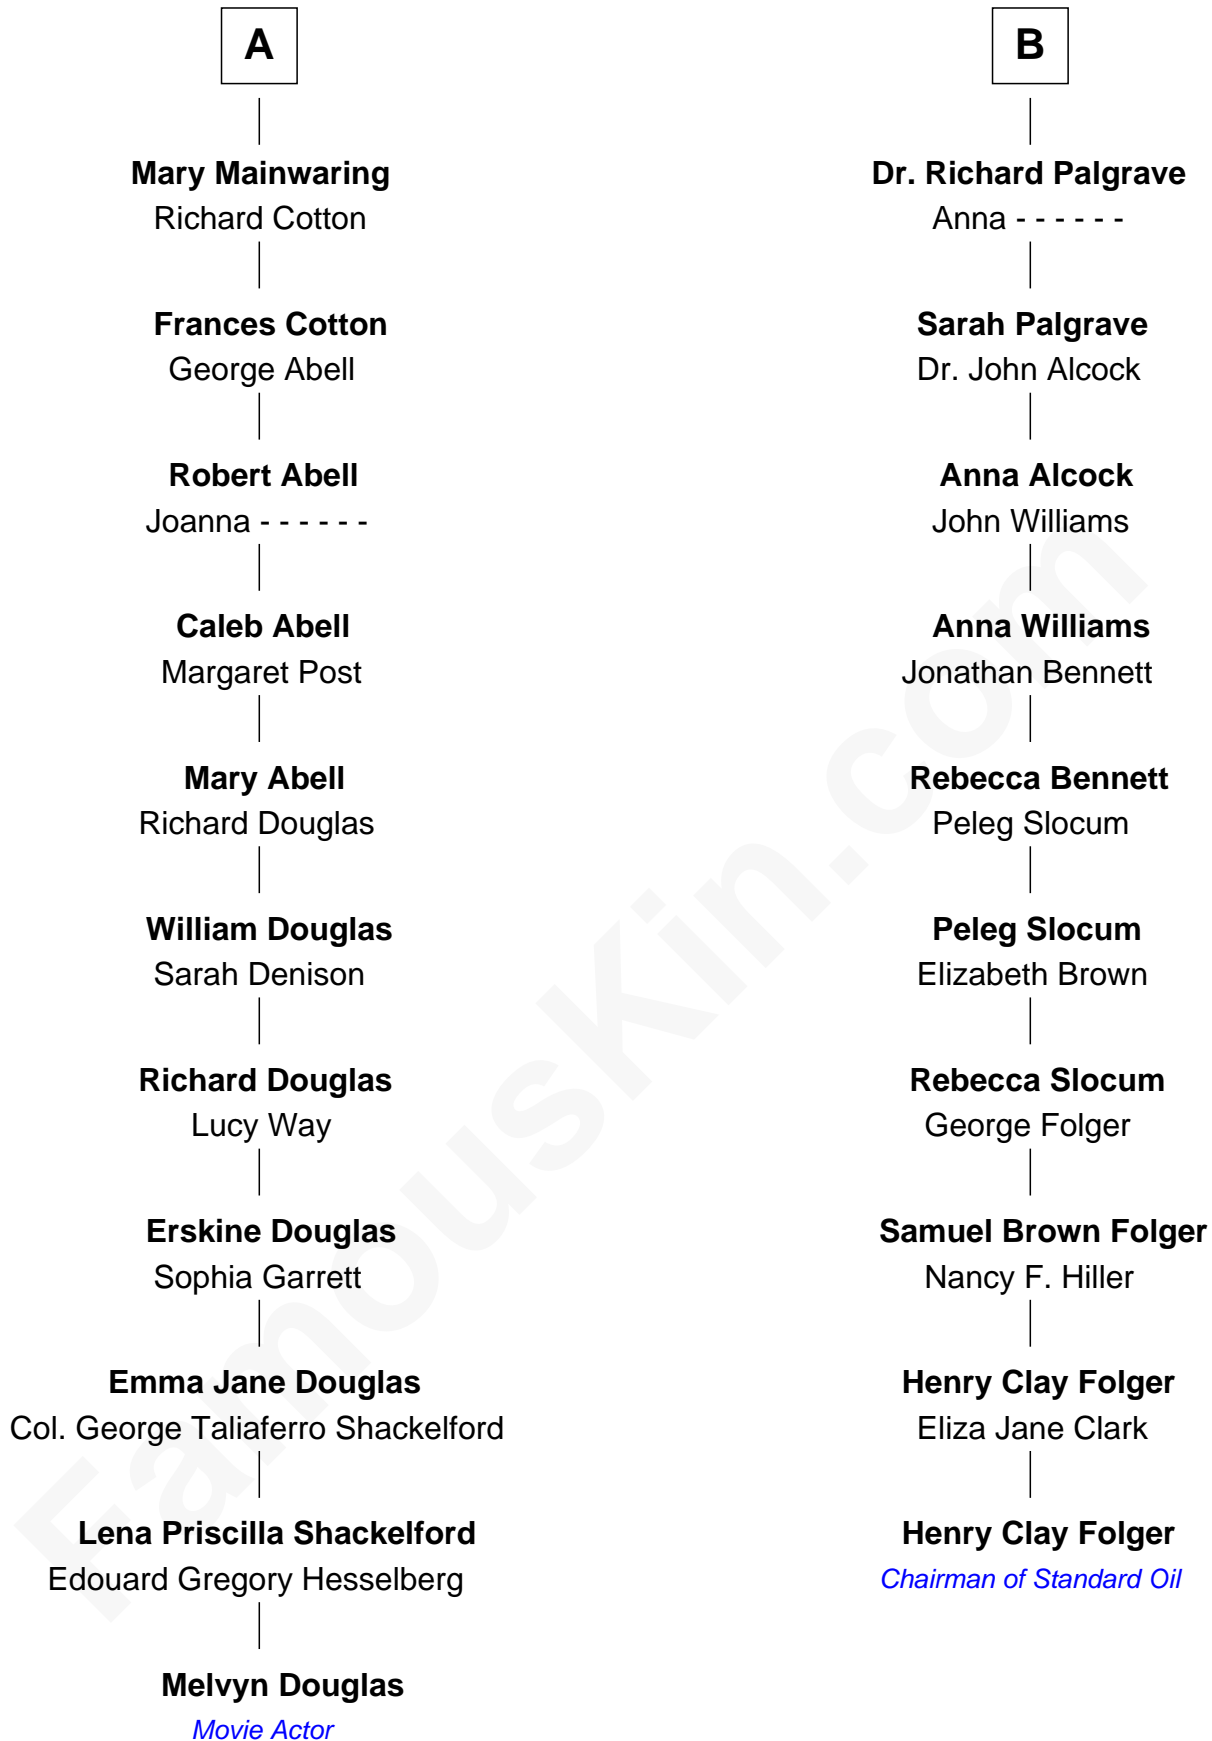 A
Mary Mainwaring
Richard Cotton
Frances Cotton
George Abell
Robert Abell
Joanna - - - - - -
Caleb Abell
Margaret Post
Mary Abell
Richard Douglas
William Douglas
Sarah Denison
Richard Douglas
Lucy Way
Erskine Douglas
Sophia Garrett
Emma Jane Douglas
Col. George Taliaferro Shackelford
Lena Priscilla Shackelford
Edouard Gregory Hesselberg
Melvyn Douglas
Movie Actor
B
Dr. Richard Palgrave
Anna - - - - - -
Sarah Palgrave
Dr. John Alcock
Anna Alcock
John Williams
Anna Williams
Jonathan Bennett
Rebecca Bennett
Peleg Slocum
Peleg Slocum
Elizabeth Brown
Rebecca Slocum
George Folger
Samuel Brown Folger
Nancy F. Hiller
Henry Clay Folger
Eliza Jane Clark
Henry Clay Folger
Chairman of Standard Oil
FamousKin.com